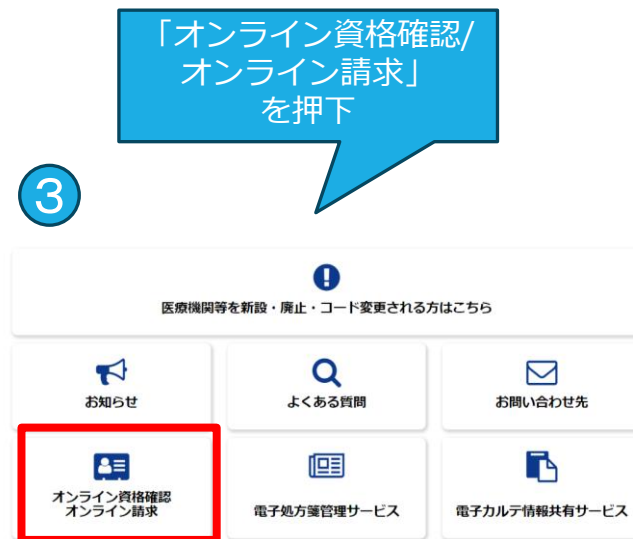 「オンライン資格確認/
オンライン請求」
を押下
3
医療機関等を新設・廃止・コード変更される方はこちら
お知らせ
よくある質問
お問い合わせ先
オンライン資格確認
オンライン請求
電子処方箋管理サービス
電子カルテ情報共有サービス